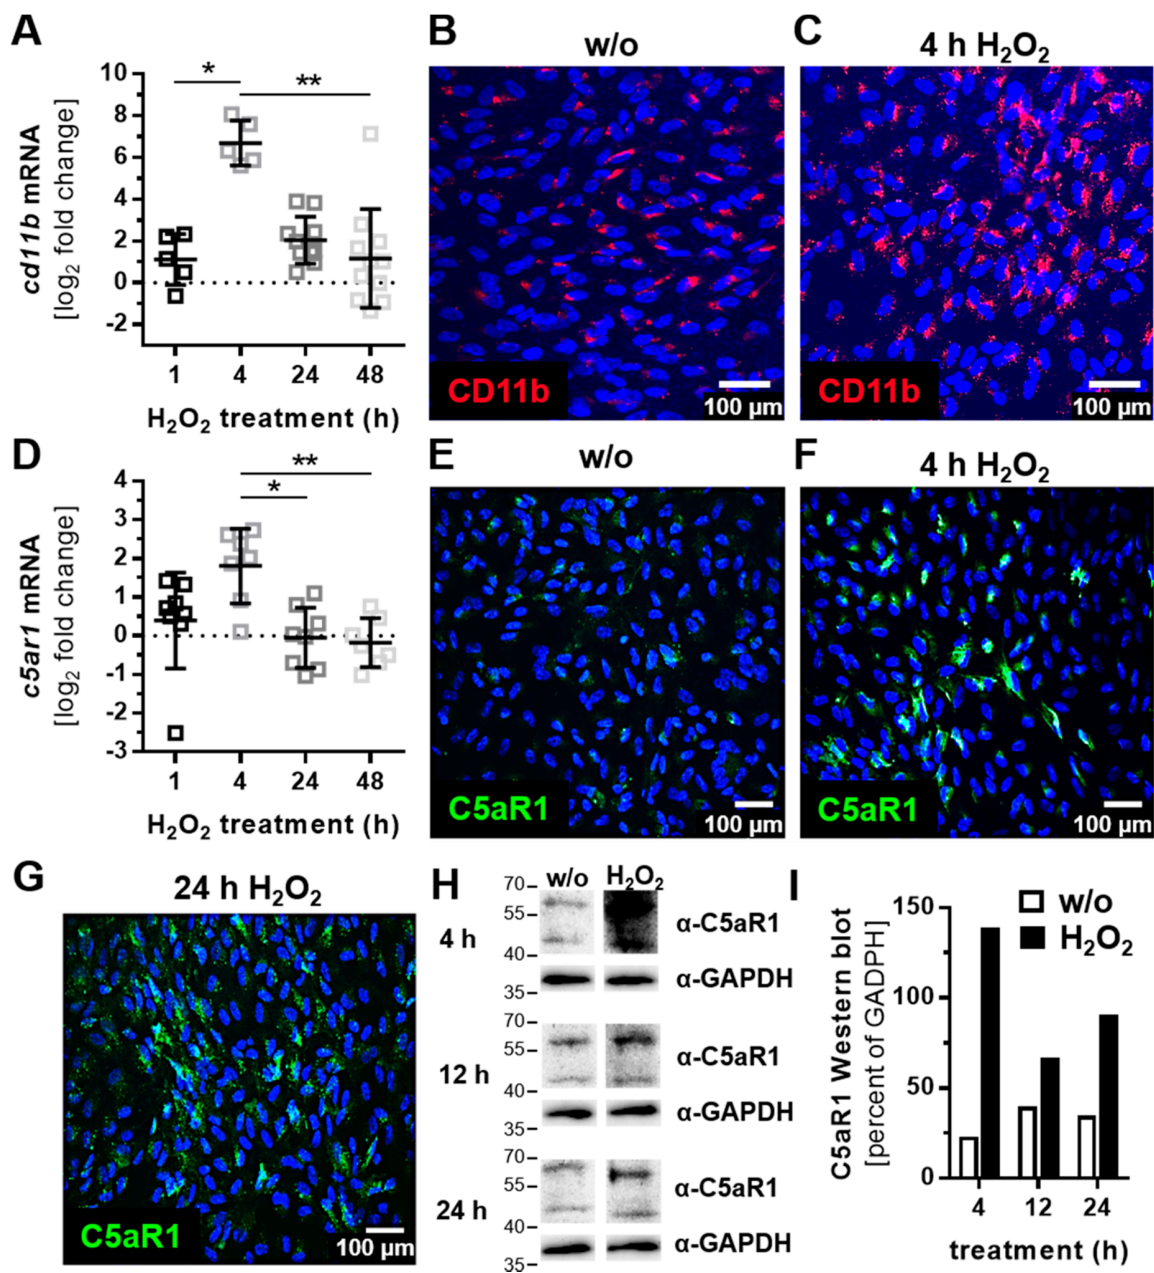 A
cd11b mRNA
[log2 fold change]
10
8
6
4
2
0
-2
*
**
1 4 24 48
H2O2 treatment (h)
B
w/o
CD11b
100 µm
C
4 h H2O2
CD11b
100 µm
D
c5ar1 mRNA
[log2 fold change]
4
3
2
1
0
-1
-2
-3
**
*
1 4 24 48
H2O2 treatment (h)
E
w/o
C5aR1
100 µm
F
4 h H2O2
C5aR1
100 µm
G
24 h H2O2
C5aR1
100 µm
H
w/o H2O2
4 h
70
55
40
35
α-C5aR1
α-GAPDH
12 h
70
55
40
35
α-C5aR1
α-GAPDH
24 h
70
55
40
35
α-C5aR1
α-GAPDH
I
C5aR1 Western blot
[percent of GADPH]
150
100
50
0
w/o
H2O2
4 12 24
treatment (h)